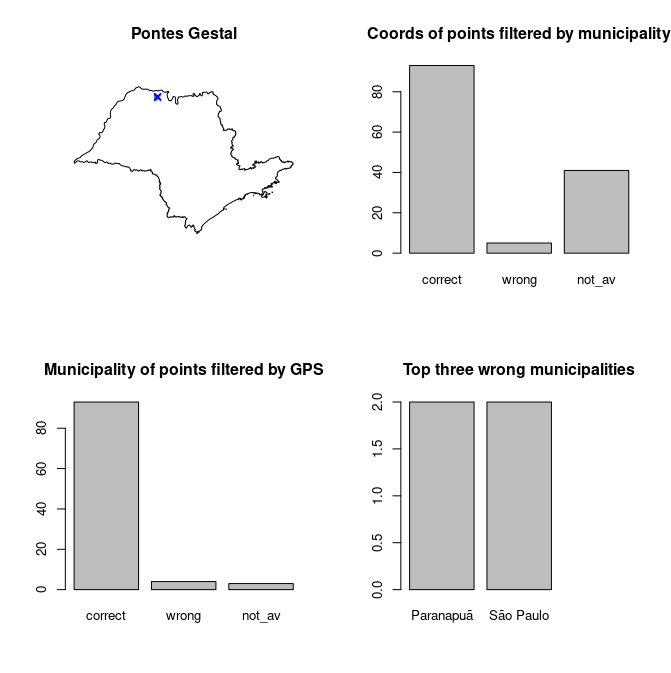 Pontes Gestal
Coords of points filtered by municipality
80
60
40
20
0
correct wrong not_av
Municipality of points filtered by GPS
80
60
40
20
0
correct wrong not_av
Top three wrong municipalities
2.0
1.5
1.0
0.5
0.0
Paranapuã São Paulo